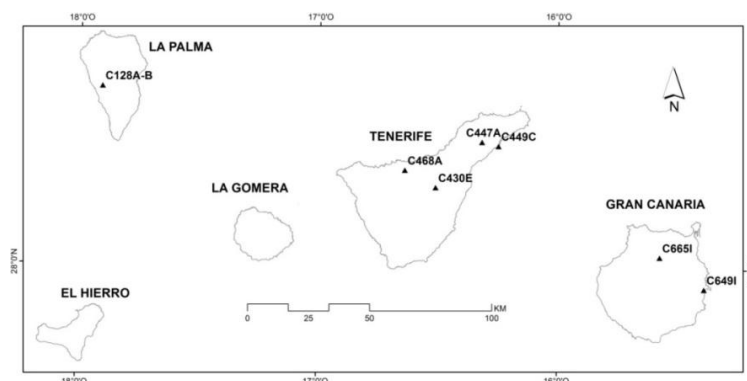 18°0'O 17°0'O 16°0'O
LA PALMA
C128A-B
N
TENERIFE
C447A
C449C
C468A
C430E
LA GOMERA
GRAN CANARIA
C665I
C649I
28°0'N
EL HIERRO
KM
0 25 50 100
18°0'O 17°0'O 16°0'O